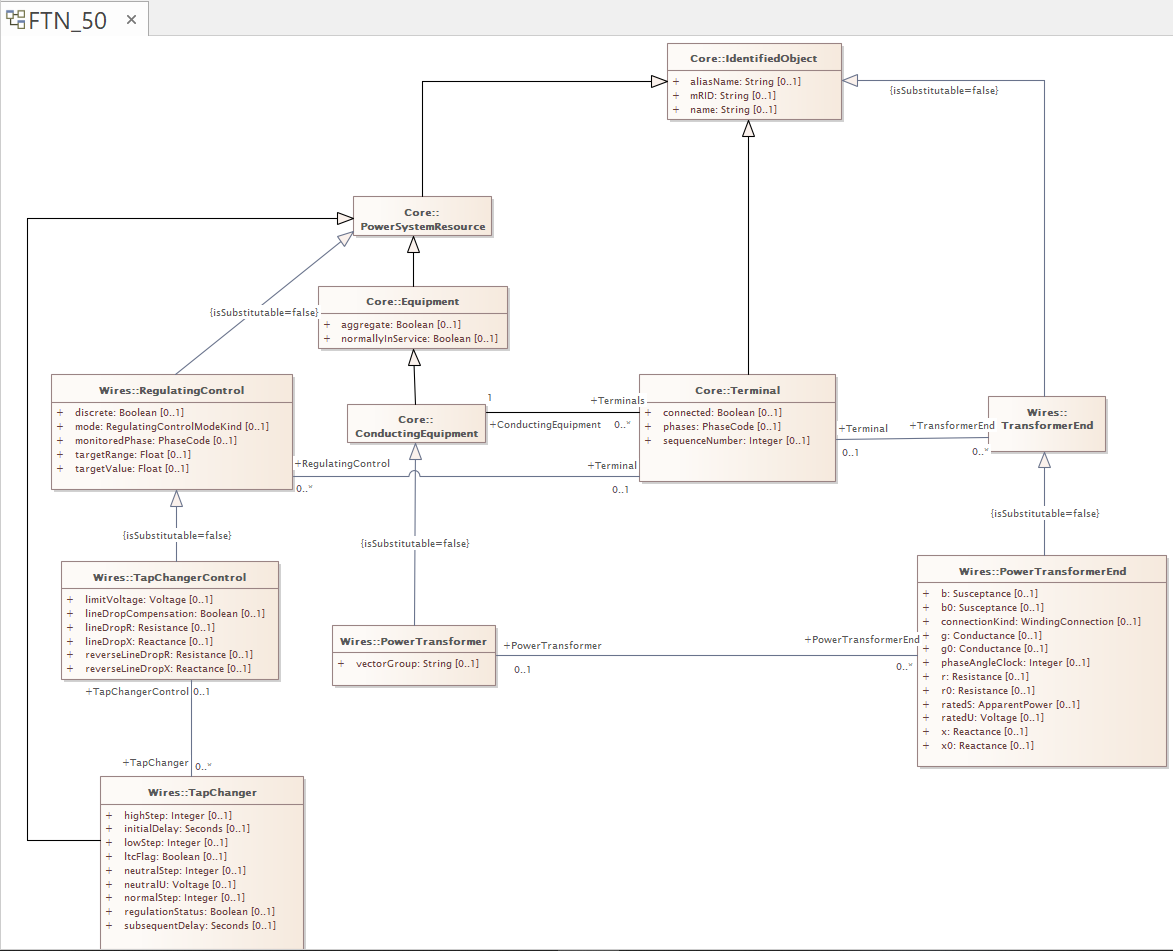 FTN_50
Core::IdentifiedObject
+ aliasName: String [0..1]
+ mRID: String [0..1]
+ name: String [0..1]
{isSubstitutable=false}
Core::
PowerSystemResource
{isSubstitutable=false}
Core::Equipment
+ aggregate: Boolean [0..1]
+ normallyInService: Boolean [0..1]
Wires::RegulatingControl
+ discrete: Boolean [0..1]
+ mode: RegulatingControlModeKind [0..1]
+ monitoredPhase: PhaseCode [0..1]
+ targetRange: Float [0..1]
+ targetValue: Float [0..1]
Core::
ConductingEquipment
1
+Terminals
+ConductingEquipment
0..*
Core::Terminal
+ connected: Boolean [0..1]
+ phases: PhaseCode [0..1]
+ sequenceNumber: Integer [0..1]
Wires::
TransformerEnd
+Terminal
+TransformerEnd
0..1
0..*
+RegulatingControl
+Terminal
0..*
0..1
{isSubstitutable=false}
{isSubstitutable=false}
{isSubstitutable=false}
Wires::TapChangerControl
+ limitVoltage: Voltage [0..1]
+ lineDropCompensation: Boolean [0..1]
+ lineDropR: Resistance [0..1]
+ lineDropX: Reactance [0..1]
+ reverseLineDropR: Resistance [0..1]
+ reverseLineDropX: Reactance [0..1]
Wires::PowerTransformer
+ vectorGroup: String [0..1]
+PowerTransformer
0..1
+PowerTransformerEnd
0..*
Wires::PowerTransformerEnd
+ b: Susceptance [0..1]
+ b0: Susceptance [0..1]
+ connectionKind: WindingConnection [0..1]
+ g: Conductance [0..1]
+ g0: Conductance [0..1]
+ phaseAngleClock: Integer [0..1]
+ r: Resistance [0..1]
+ r0: Resistance [0..1]
+ ratedS: ApparentPower [0..1]
+ ratedU: Voltage [0..1]
+ x: Reactance [0..1]
+ x0: Reactance [0..1]
+TapChangerControl 0..1
+TapChanger 0..*
Wires::TapChanger
+ highStep: Integer [0..1]
+ initialDelay: Seconds [0..1]
+ lowStep: Integer [0..1]
+ ltcFlag: Boolean [0..1]
+ neutralStep: Integer [0..1]
+ neutralU: Voltage [0..1]
+ normalStep: Integer [0..1]
+ regulationStatus: Boolean [0..1]
+ subsequentDelay: Seconds [0..1]